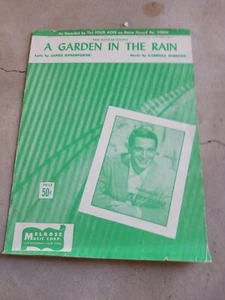 As Recorded by The FOUR ACES on Decca Record No. 27860
A GARDEN IN THE RAIN
Lyric by JAMES DYRENFORTH
Music by CARROLL GIBBONS
PRICE
50¢
MELROSE
MUSIC CORP.